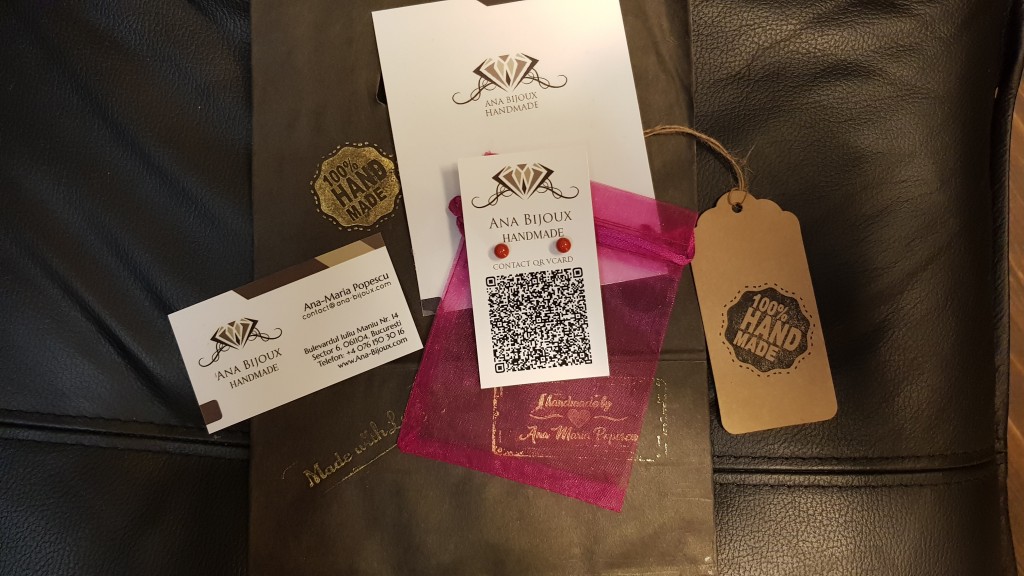 ANA BIJOUX
HANDMADE
100%
HAND
MADE
ANA BIJOUX
HANDMADE
CONTACT QR VCARD
Ana-Maria Popescu
contact@ana-bijoux.com
ANA BIJOUX
HANDMADE
Bulevardul Iuliu Maniu Nr. 14
Sector 6, 061104, Bucuresti
Telefon: +4 076 150 30 16
www.Ana-Bijoux.com
100%
HAND
MADE
Made with
Handmade by
Ana Maria Popescu